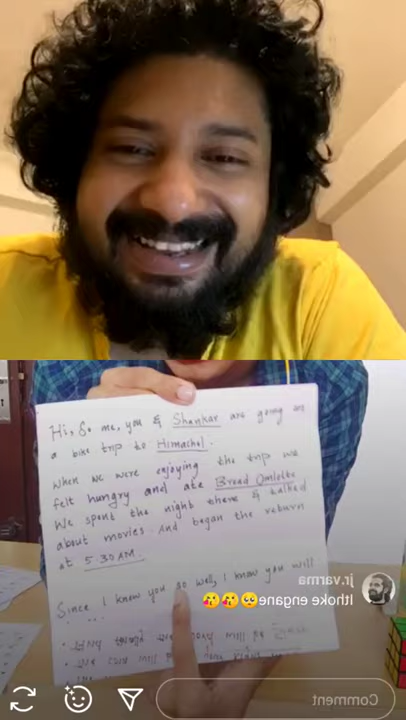 Hi, So me, you & Shankar are going on
a bike trip to Himachal.
When we were enjoying the trip we
felt hungry and ate Bread Omlette
We spent the night there & talked
about movies. And began the return
at 5:30 AM.
Since I know you so well, I know you will
jr.varma
Ithoke engane
Comment